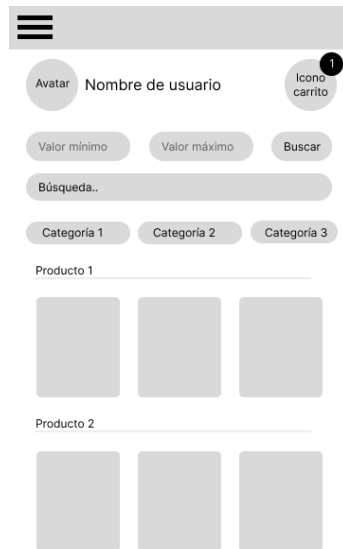 1
Avatar
Nombre de usuario
Icono
carrito
Valor mínimo
Valor máximo
Buscar
Búsqueda..
Categoría 1
Categoría 2
Categoría 3
Producto 1
Producto 2